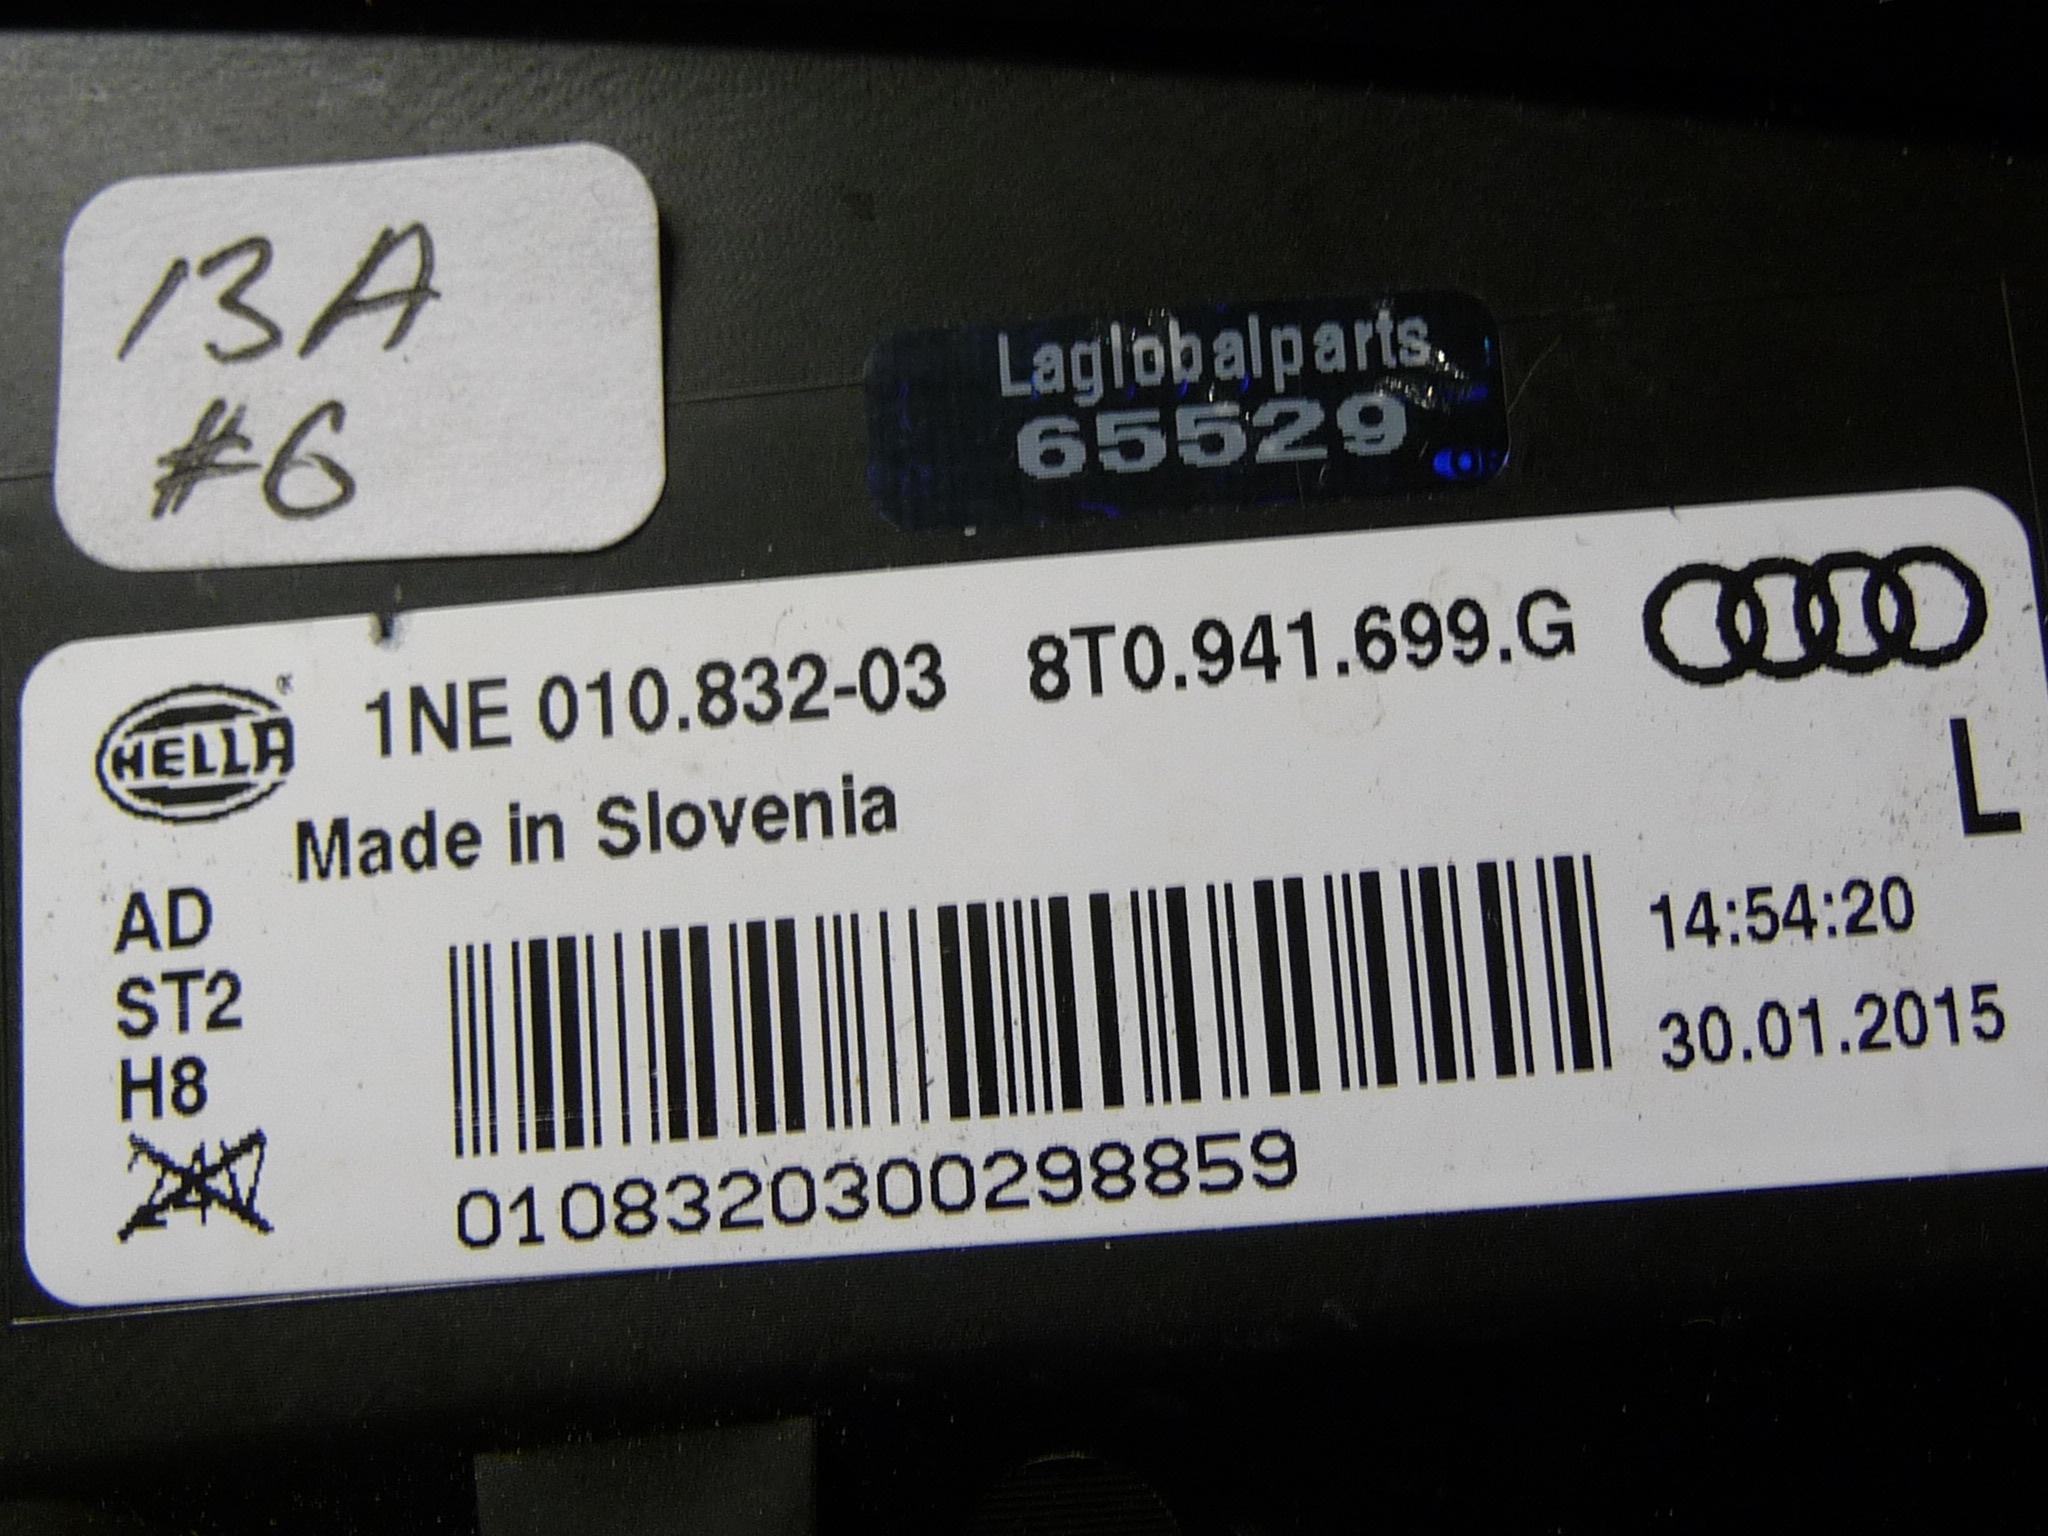 13A
#6
Laglobalparts
65529
HELLA 1NE 010.832-03 8T0.941.699.G
Made in Slovenia
L
AD
ST2
H8
14:54:20
30.01.2015
0108320300298859